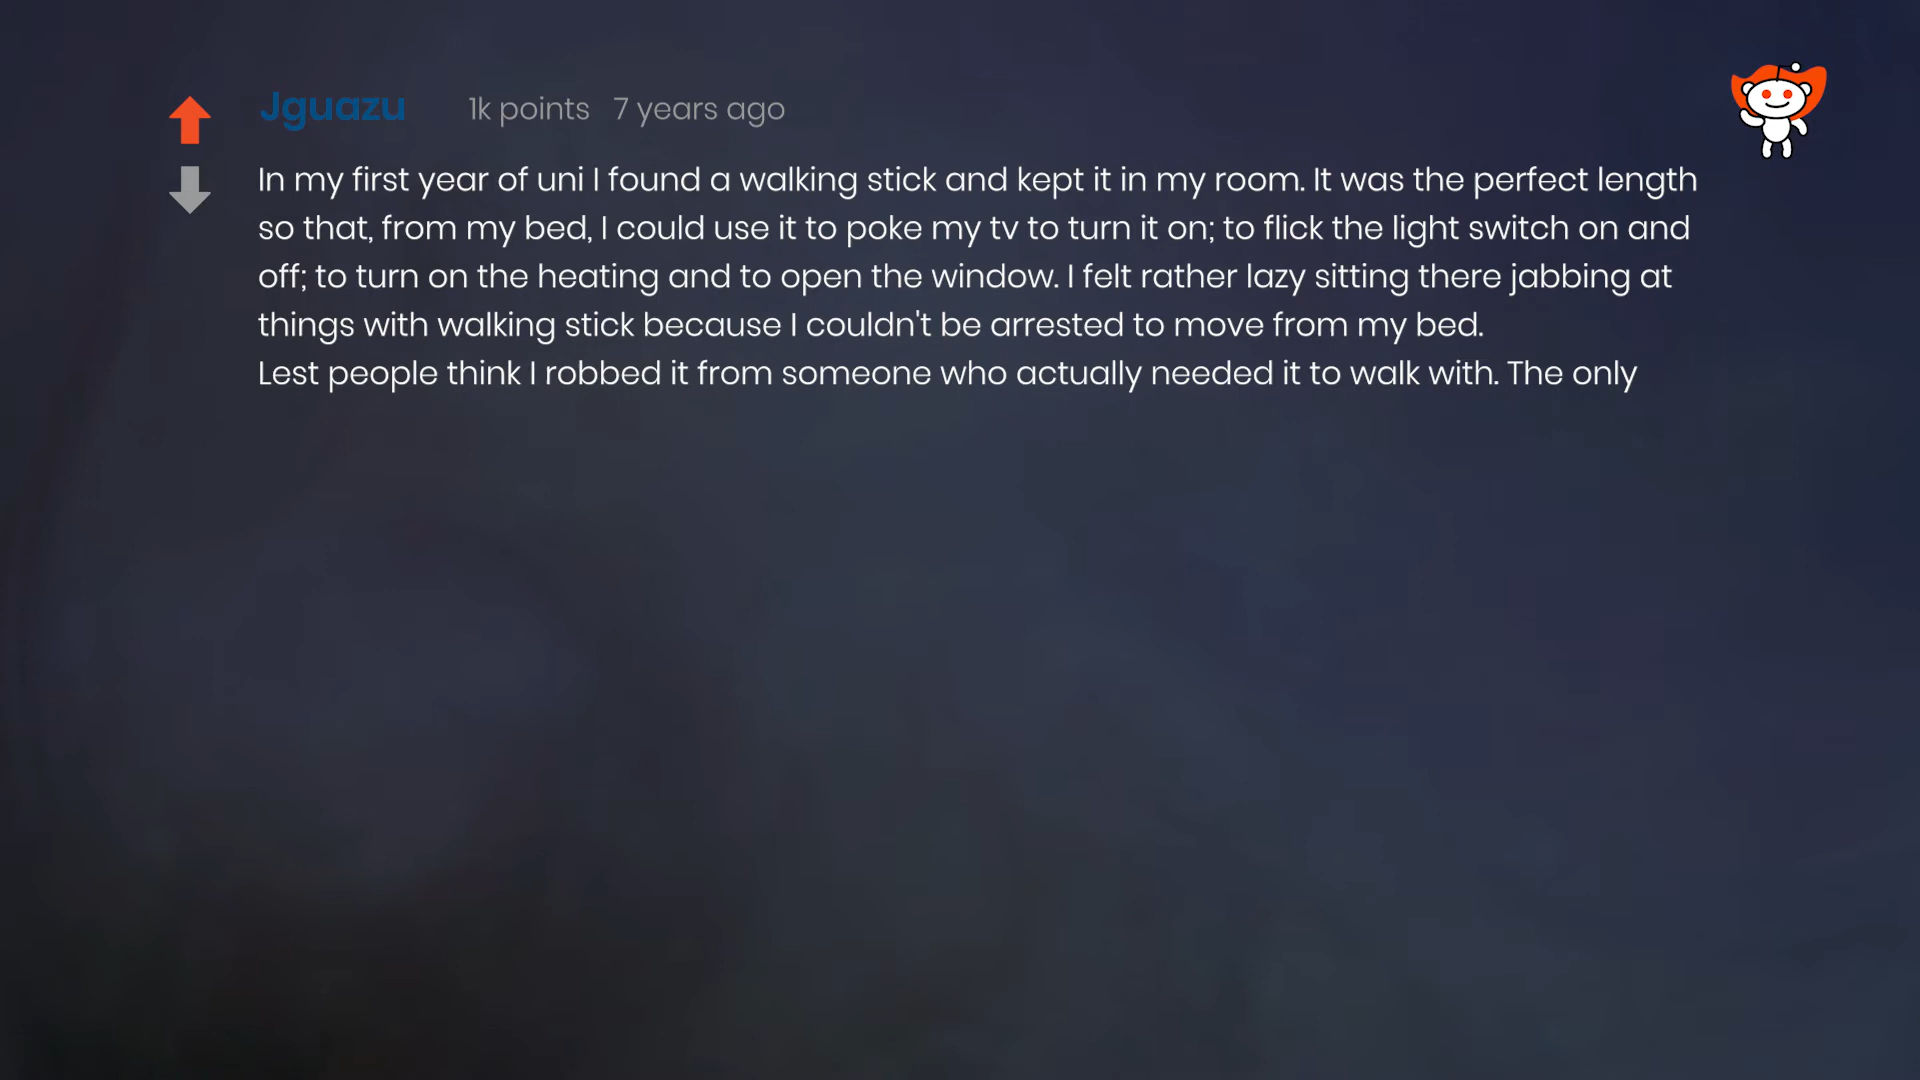 Jguazu 1k points 7 years ago
In my first year of uni I found a walking stick and kept it in my room. It was the perfect length
so that, from my bed, I could use it to poke my tv to turn it on; to flick the light switch on and
off; to turn on the heating and to open the window. I felt rather lazy sitting there jabbing at
things with walking stick because I couldn't be arrested to move from my bed.
Lest people think I robbed it from someone who actually needed it to walk with. The only